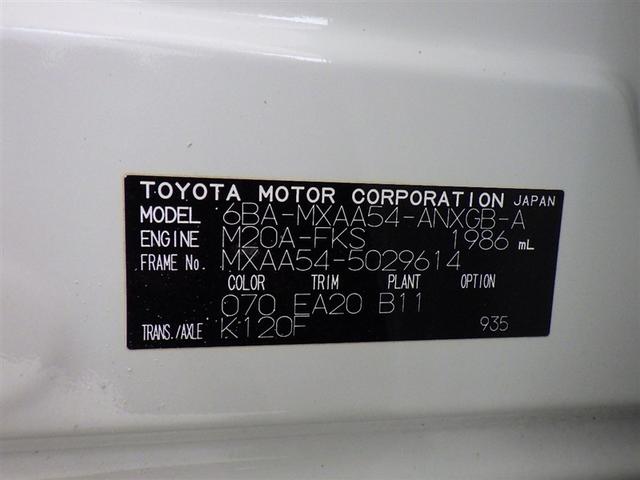 TOYOTA MOTOR CORPORATION JAPAN
MODEL 6BA-MXAA54-ANXGB-A
ENGINE M20A-FKS 1986 mL
FRAME No. MXAA54-5029614
COLOR TRIM PLANT OPTION
070 EA20 B11
TRANS./AXLE K120F 935